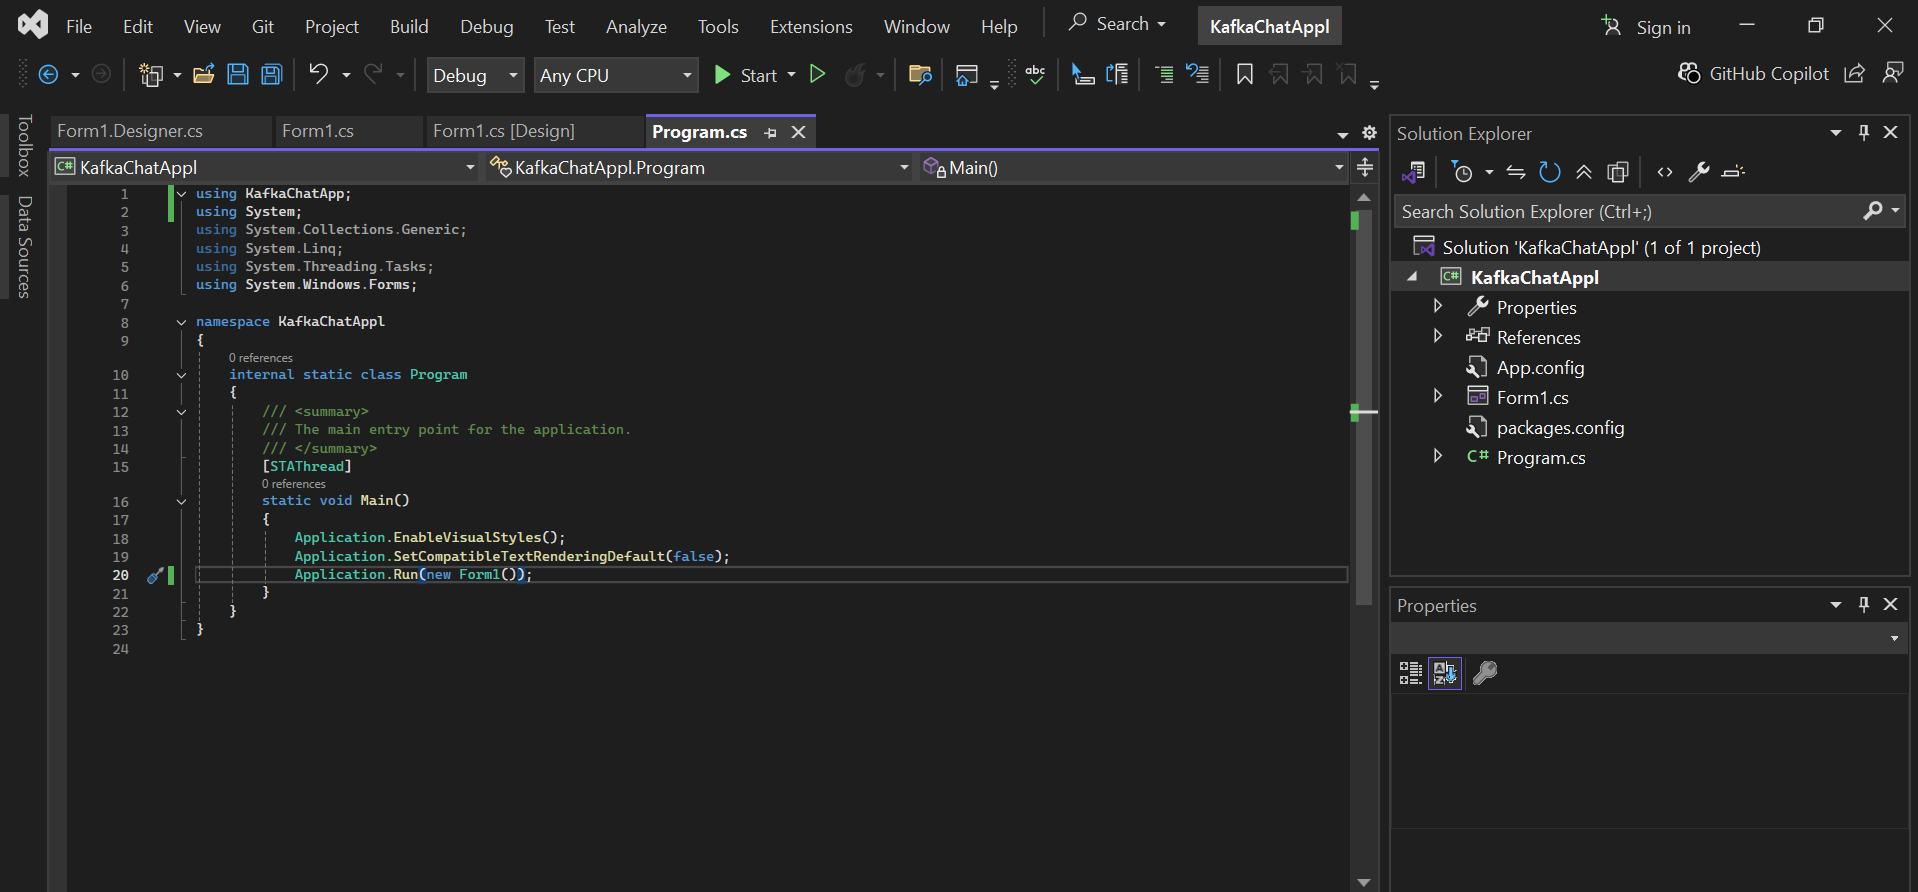 File Edit View Git Project Build Debug Test Analyze Tools Extensions Window Help Search KafkaChatAppl Sign in
Debug Any CPU Start abc GitHub Copilot
Toolbox
Data Sources
Form1.Designer.cs Form1.cs Form1.cs [Design] Program.cs
C# KafkaChatAppl KafkaChatAppl.Program Main()
1 using KafkaChatApp;
2 using System;
3 using System.Collections.Generic;
4 using System.Linq;
5 using System.Threading.Tasks;
6 using System.Windows.Forms;
7
8 namespace KafkaChatAppl
9 {
0 references
10 internal static class Program
11 {
12 /// <summary>
13 /// The main entry point for the application.
14 /// </summary>
15 [STAThread]
0 references
16 static void Main()
17 {
18 Application.EnableVisualStyles();
19 Application.SetCompatibleTextRenderingDefault(false);
20 Application.Run(new Form1());
21 }
22 }
23 }
24
Solution Explorer
Search Solution Explorer (Ctrl+;)
Solution 'KafkaChatAppl' (1 of 1 project)
C# KafkaChatAppl
Properties
References
App.config
Form1.cs
packages.config
C# Program.cs
Properties